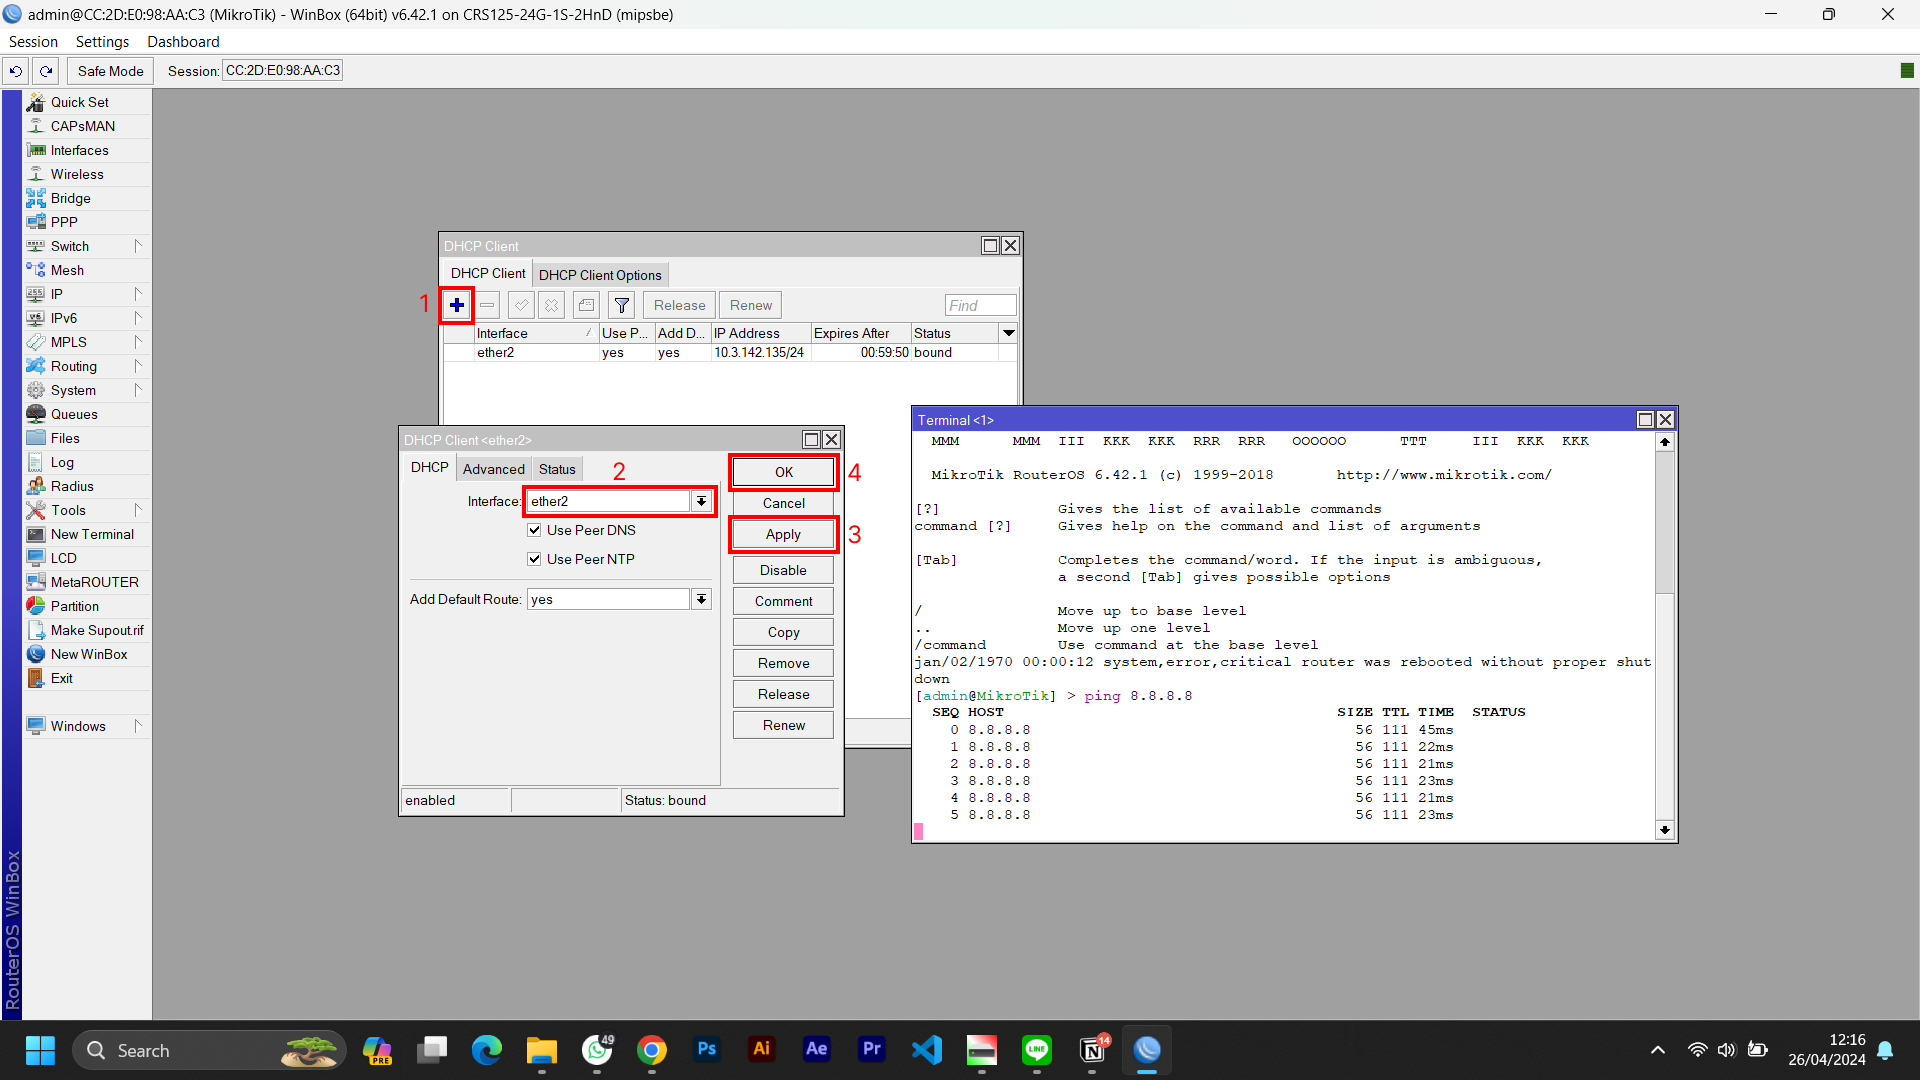 admin@CC:2D:E0:98:AA:C3 (MikroTik) - WinBox (64bit) v6.42.1 on CRS125-24G-1S-2HnD (mipsbe)
Session Settings Dashboard
Safe Mode Session: CC:2D:E0:98:AA:C3
Quick Set
CAPsMAN
Interfaces
Wireless
Bridge
PPP
Switch
Mesh
IP
IPv6
MPLS
Routing
System
Queues
Files
Log
Radius
Tools
New Terminal
LCD
MetaROUTER
Partition
Make Supout.rif
New WinBox
Exit
Windows
RouterOS WinBox
DHCP Client
DHCP Client DHCP Client Options
1
Release Renew Find
Interface Use P... Add D... IP Address Expires After Status
ether2 yes yes 10.3.142.135/24 00:59:50 bound
DHCP Client <ether2>
DHCP Advanced Status
2
Interface: ether2
Use Peer DNS
Use Peer NTP
Add Default Route: yes
OK 4
Cancel
Apply 3
Disable
Comment
Copy
Remove
Release
Renew
enabled Status: bound
Terminal <1>
MMM MMM III KKK KKK RRR RRR OOOOOO TTT III KKK KKK
MikroTik RouterOS 6.42.1 (c) 1999-2018 http://www.mikrotik.com/
[?] Gives the list of available commands
command [?] Gives help on the command and list of arguments
[Tab] Completes the command/word. If the input is ambiguous,
a second [Tab] gives possible options
/ Move up to base level
.. Move up one level
/command Use command at the base level
jan/02/1970 00:00:12 system,error,critical router was rebooted without proper shut
down
[admin@MikroTik] > ping 8.8.8.8
SEQ HOST SIZE TTL TIME STATUS
0 8.8.8.8 56 111 45ms
1 8.8.8.8 56 111 22ms
2 8.8.8.8 56 111 21ms
3 8.8.8.8 56 111 23ms
4 8.8.8.8 56 111 21ms
5 8.8.8.8 56 111 23ms
Search
PRE
49
Ps
Ai
Ae
Pr
LINE
14
12:16
26/04/2024